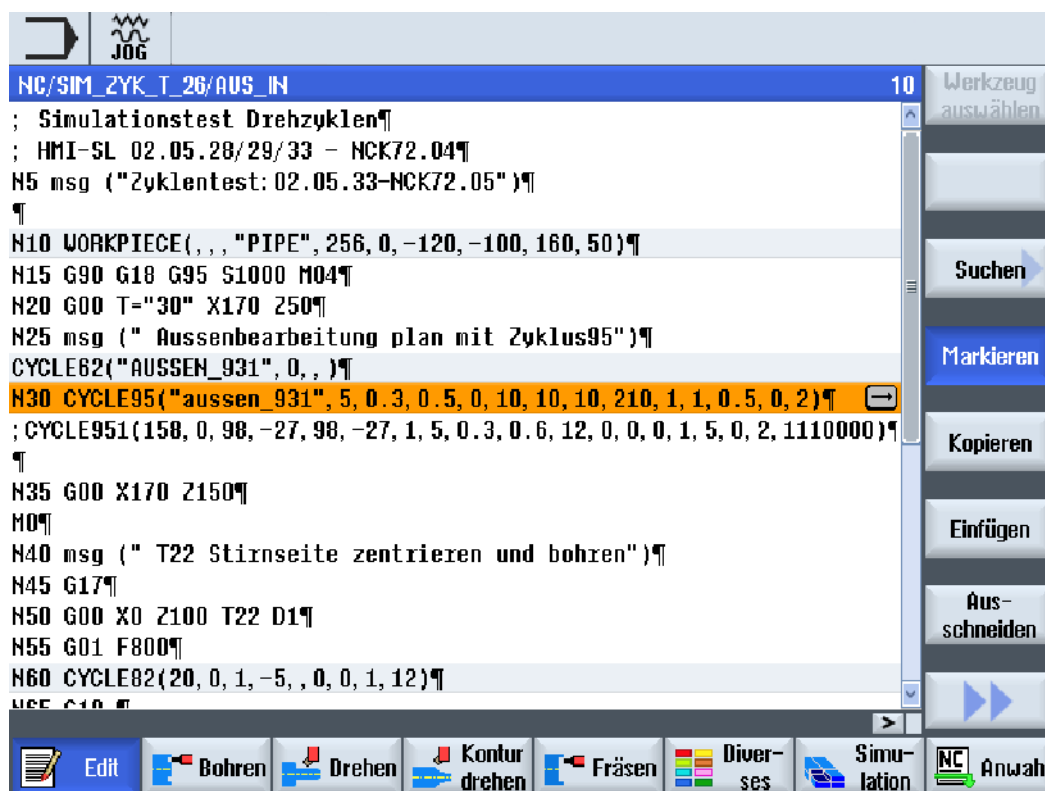 JOG
NC/SIM_ZYK_T_26/AUS_IN 10
; Simulationstest Drehzyklen¶
; HMI-SL 02.05.28/29/33 - NCK72.04¶
N5 msg ("Zyklentest: 02.05.33-NCK72.05")¶
¶
N10 WORKPIECE(,,,"PIPE",256,0,-120,-100,160,50)¶
N15 G90 G18 G95 S1000 M04¶
N20 G00 T="30" X170 Z50¶
N25 msg (" Aussenbearbeitung plan mit Zyklus95")¶
CYCLE62("AUSSEN_931",0,,)¶
N30 CYCLE95("aussen_931",5,0.3,0.5,0,10,10,10,210,1,1,0.5,0,2)¶
;CYCLE951(158,0,98,-27,98,-27,1,5,0.3,0.6,12,0,0,0,1,5,0,2,1110000)¶
¶
N35 G00 X170 Z150¶
M0¶
N40 msg (" T22 Stirnseite zentrieren und bohren")¶
N45 G17¶
N50 G00 X0 Z100 T22 D1¶
N55 G01 F800¶
N60 CYCLE82(20,0,1,-5,,0,0,1,12)¶
Werkzeug
auswählen
Suchen
Markieren
Kopieren
Einfügen
Aus-
schneiden
Edit
Bohren
Drehen
Kontur
drehen
Fräsen
Diver-
ses
Simu-
lation
NC Anwah